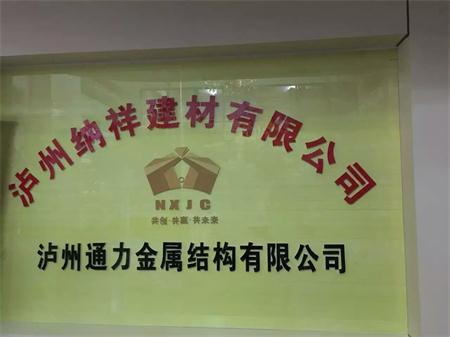 泸州纳祥建材有限公司
NXJC
共创·共赢·共未来
泸州通力金属结构有限公司